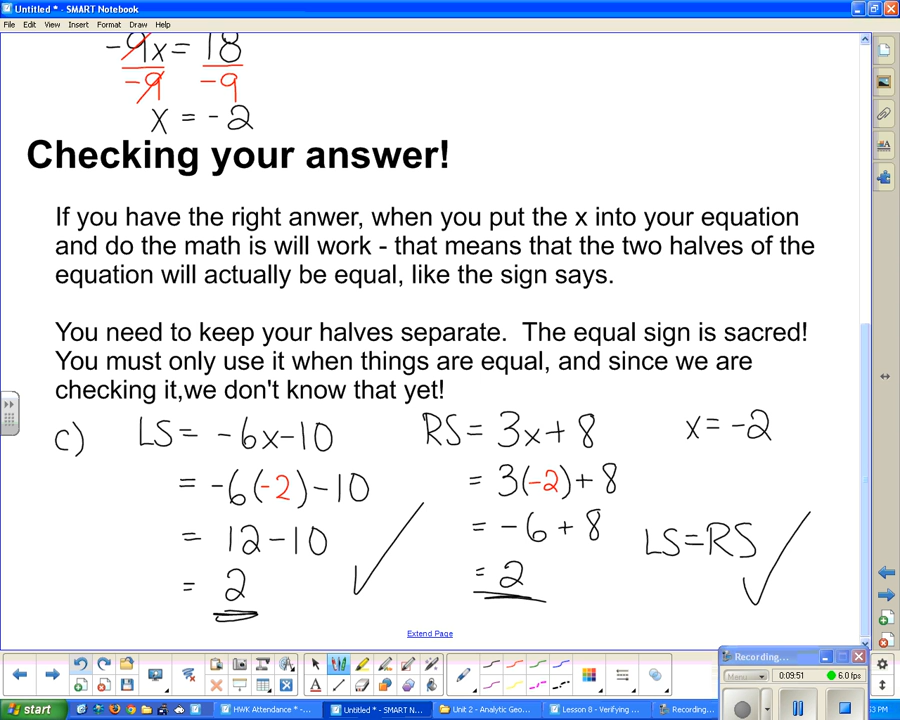 Untitled * - SMART Notebook
File Edit View Insert Format Draw Help
-9x = 18
-9 -9
x = -2
Checking your answer!
If you have the right anwer, when you put the x into your equation
and do the math is will work - that means that the two halves of the
equation will actually be equal, like the sign says.
You need to keep your halves separate. The equal sign is sacred!
You must only use it when things are equal, and since we are
checking it,we don't know that yet!
c) LS = -6x-10 RS = 3x+8 x = -2
= -6(-2)-10 = 3(-2)+8
= 12-10 = -6+8 LS=RS
= 2 = 2
Extend Page
Recording...
Menu
0:09:51 6.0 fps
start HWK Attendance * -... Untitled * - SMART N... Unit 2 - Analytic Geo... Lesson 8 - Verifying ... Recording... 3 PM